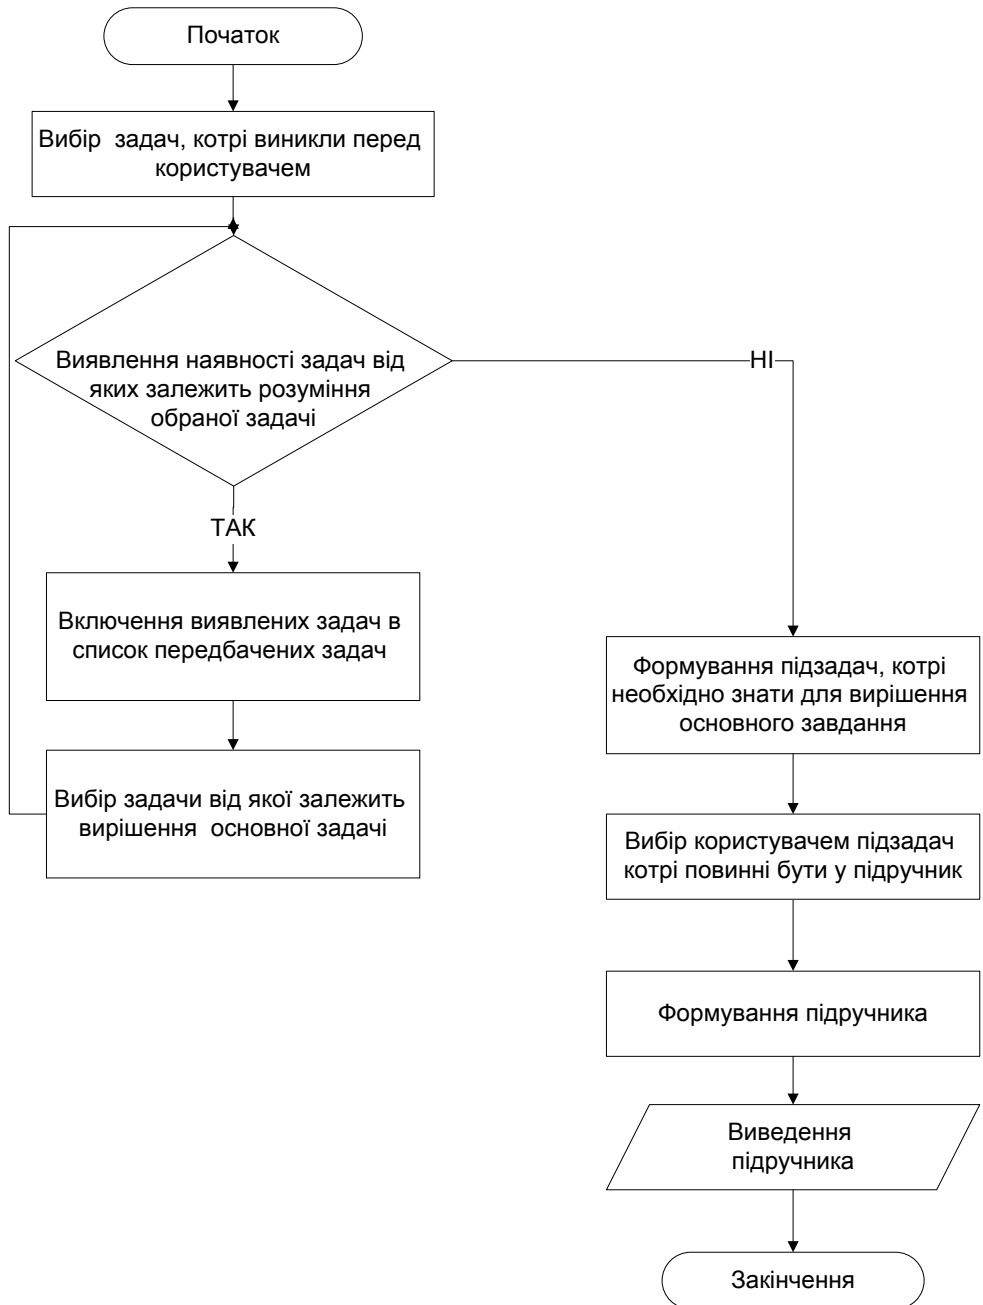 Початок
Вибір задач, котрі виникли перед
користувачем
Виявлення наявності задач від
яких залежить розуміння
обраної задачі
НІ
ТАК
Включення виявлених задач в
список передбачених задач
Вибір задачи від якої залежить
вирішення основної задачі
Формування підзадач, котрі
необхідно знати для вирішення
основного завдання
Вибір користувачем підзадач
котрі повинні бути у підручник
Формування підручника
Виведення
підручника
Закінчення